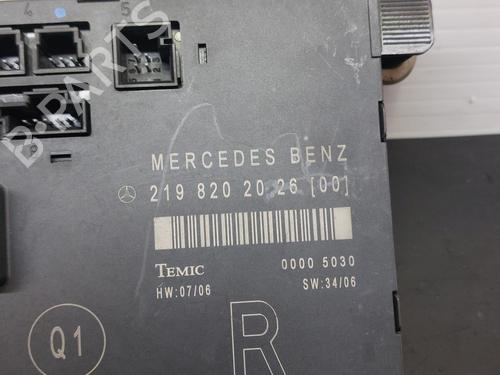 4
5
B-PARTS
MERCEDES BENZ
219 820 20 26 [00]
TEMIC 0000 5030
HW:07/06 SW:34/06
Q1
R